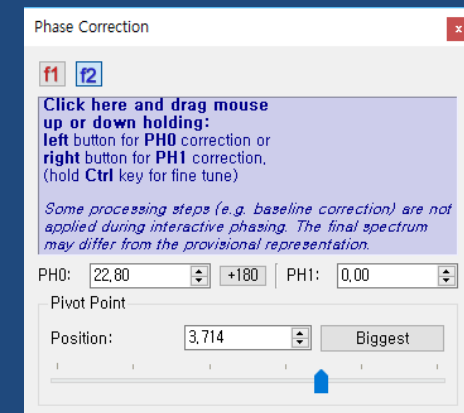 Phase Correction
x
f1 f2
Click here and drag mouse
up or down holding:
left button for PH0 correction or
right button for PH1 correction,
(hold Ctrl key for fine tune)
Some processing steps (e.g. baseline correction) are not
applied during interactive phasing. The final spectrum
may differ from the provisional representation.
PH0: 22,80 +180 PH1: 0,00
Pivot Point
Position: 3,714 Biggest